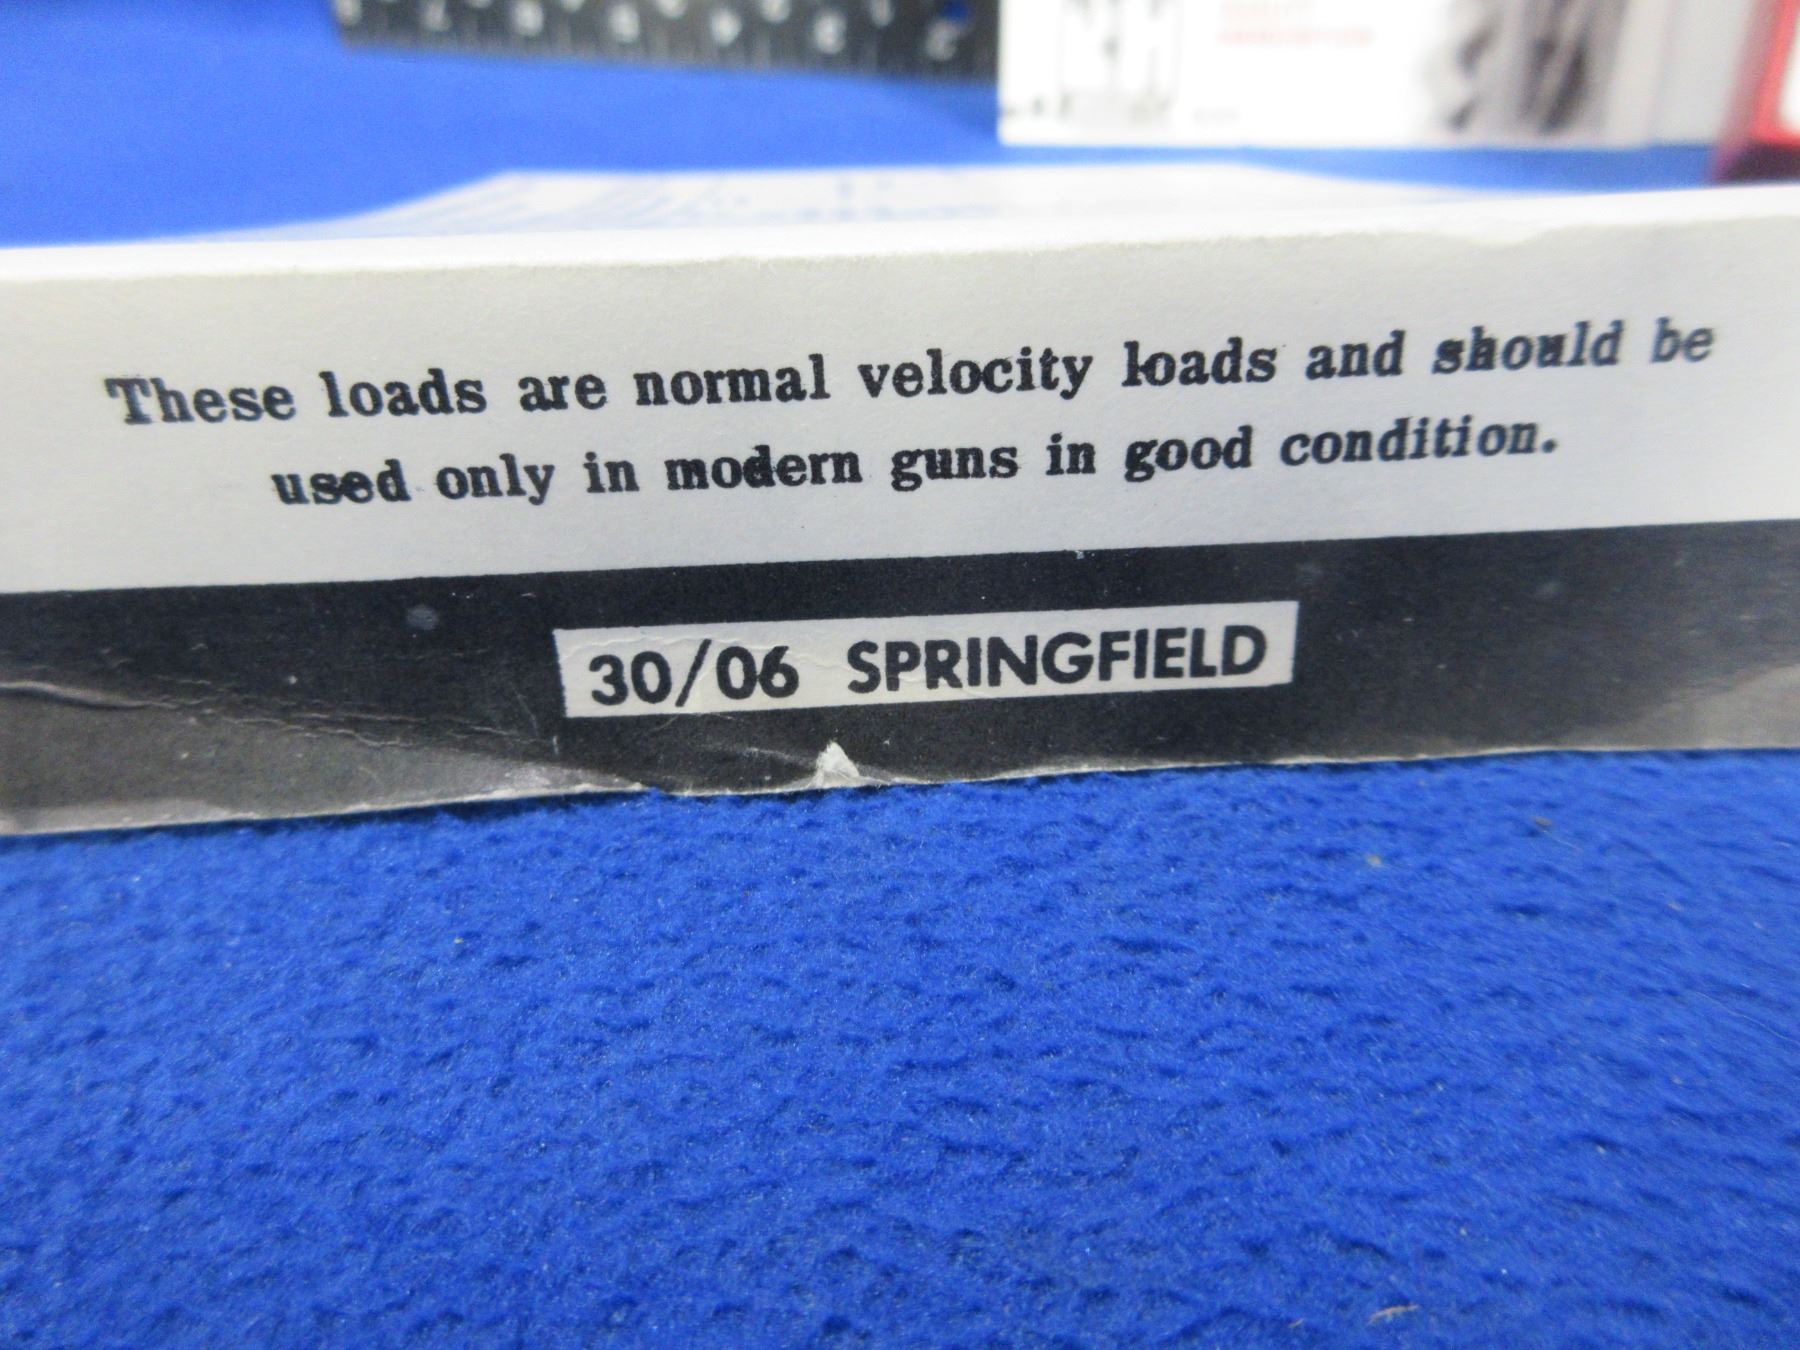 These loads are normal velocity loads and should be
used only in modern guns in good condition.
30/06 SPRINGFIELD